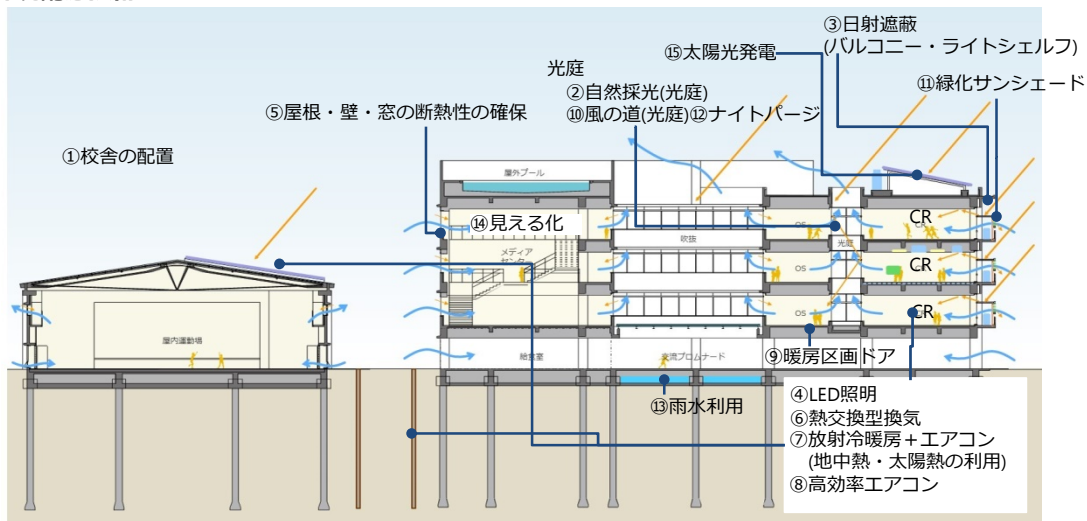 ③日射遮蔽
(バルコニー・ライトシェルフ)
⑮太陽光発電
⑪緑化サンシェード
光庭
②自然採光(光庭)
⑩風の道(光庭)⑫ナイトパージ
⑤屋根・壁・窓の断熱性の確保
①校舎の配置
屋外プール
⑭見える化
メディア
センター
吹抜
OS
光庭
CR
OS
CR
OS
CR
屋内運動場
給食室
交流プロムナード
⑨暖房区画ドア
⑬雨水利用
④LED照明
⑥熱交換型換気
⑦放射冷暖房+エアコン
(地中熱・太陽熱の利用)
⑧高効率エアコン